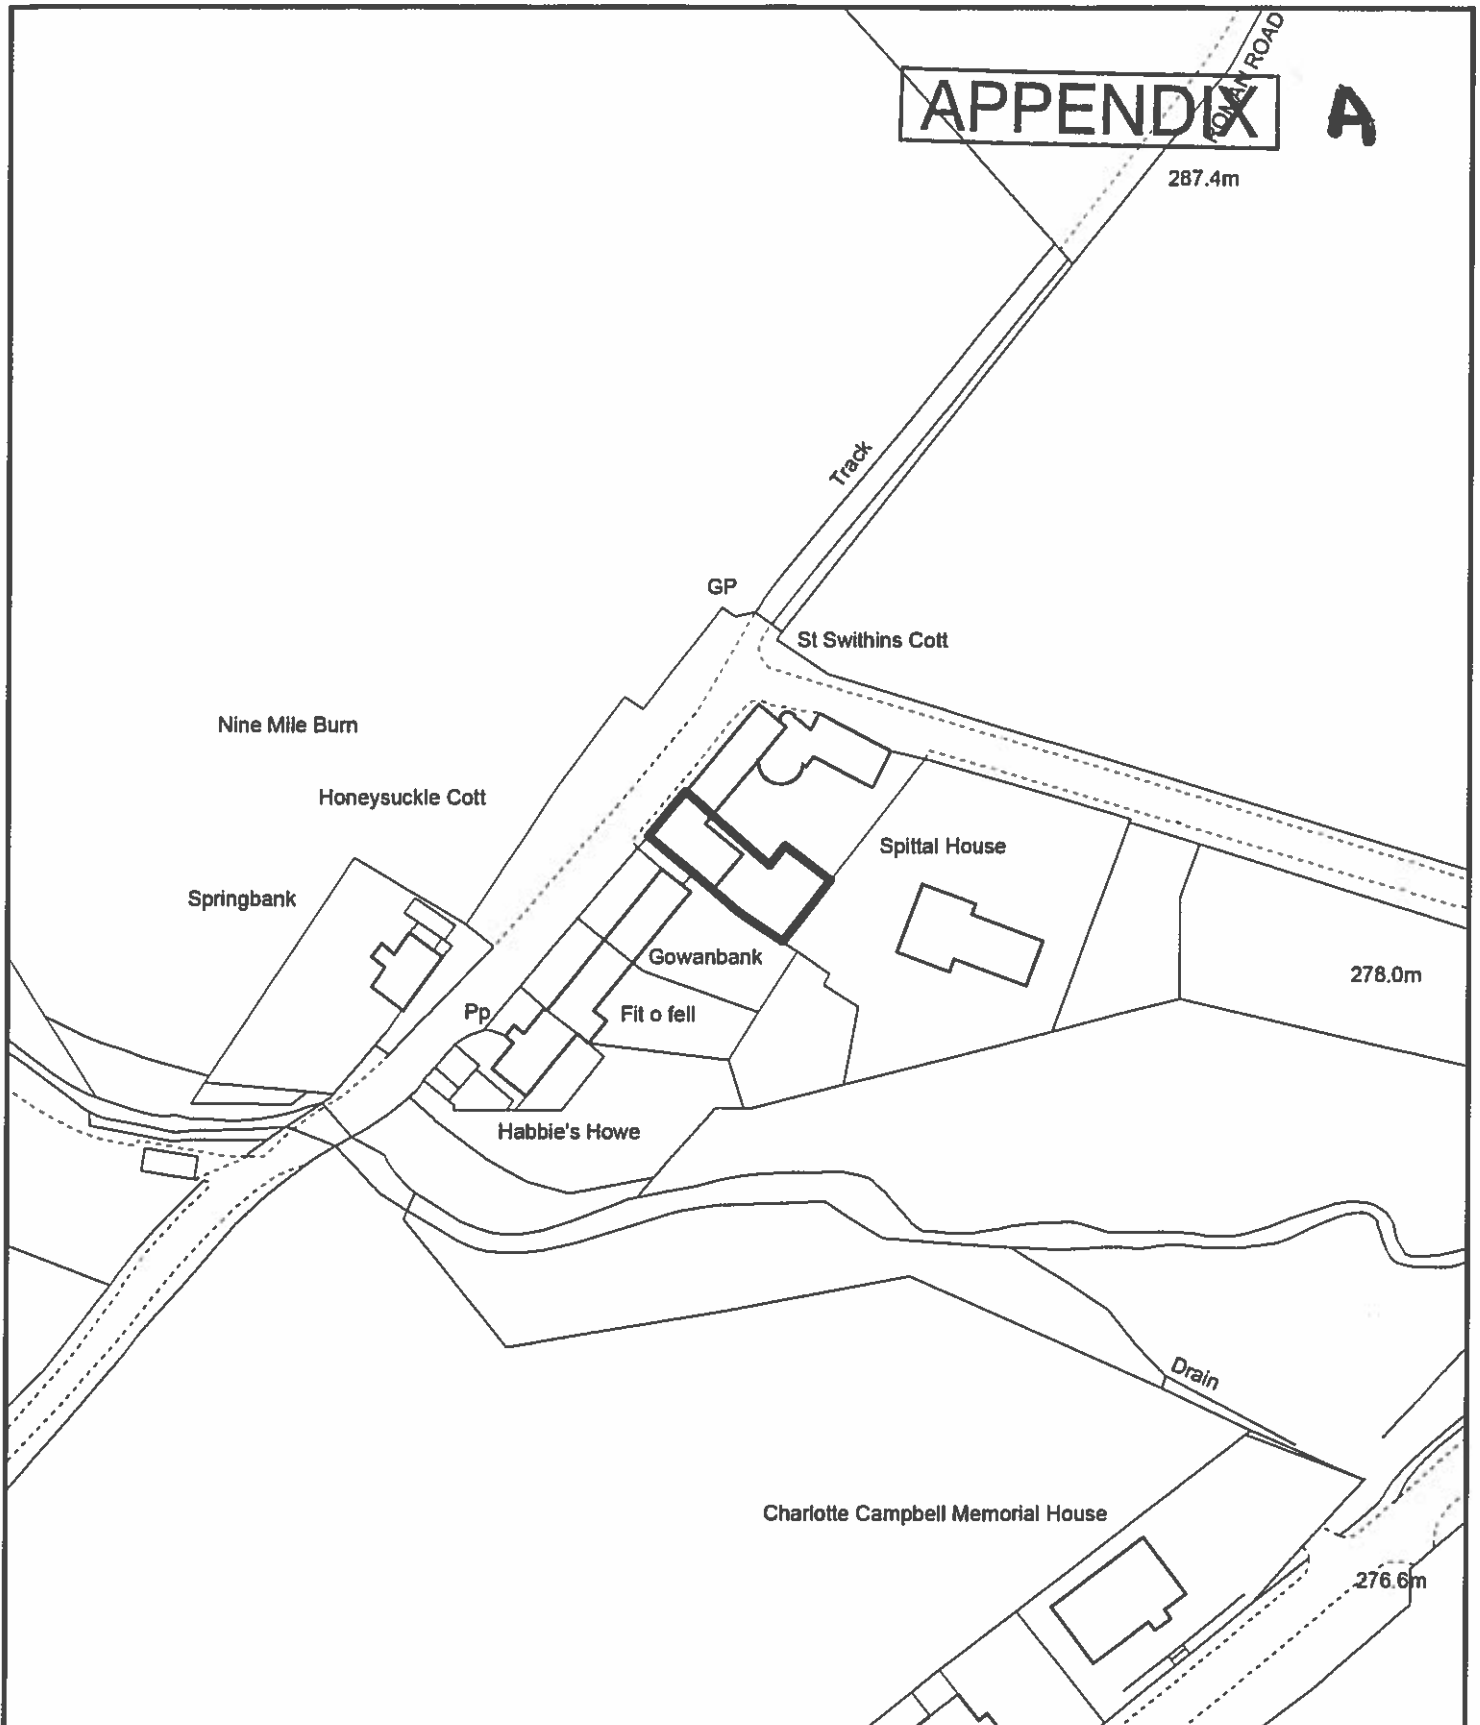 ROMAN ROAD
APPENDIX A
287.4m
Track
GP
St Swithins Cott
Nine Mile Burn
Honeysuckle Cott
Spittal House
Springbank
Gowanbank
278.0m
Pp
Fit o fell
Habbie's Howe
Drain
Charlotte Campbell Memorial House
276.6m